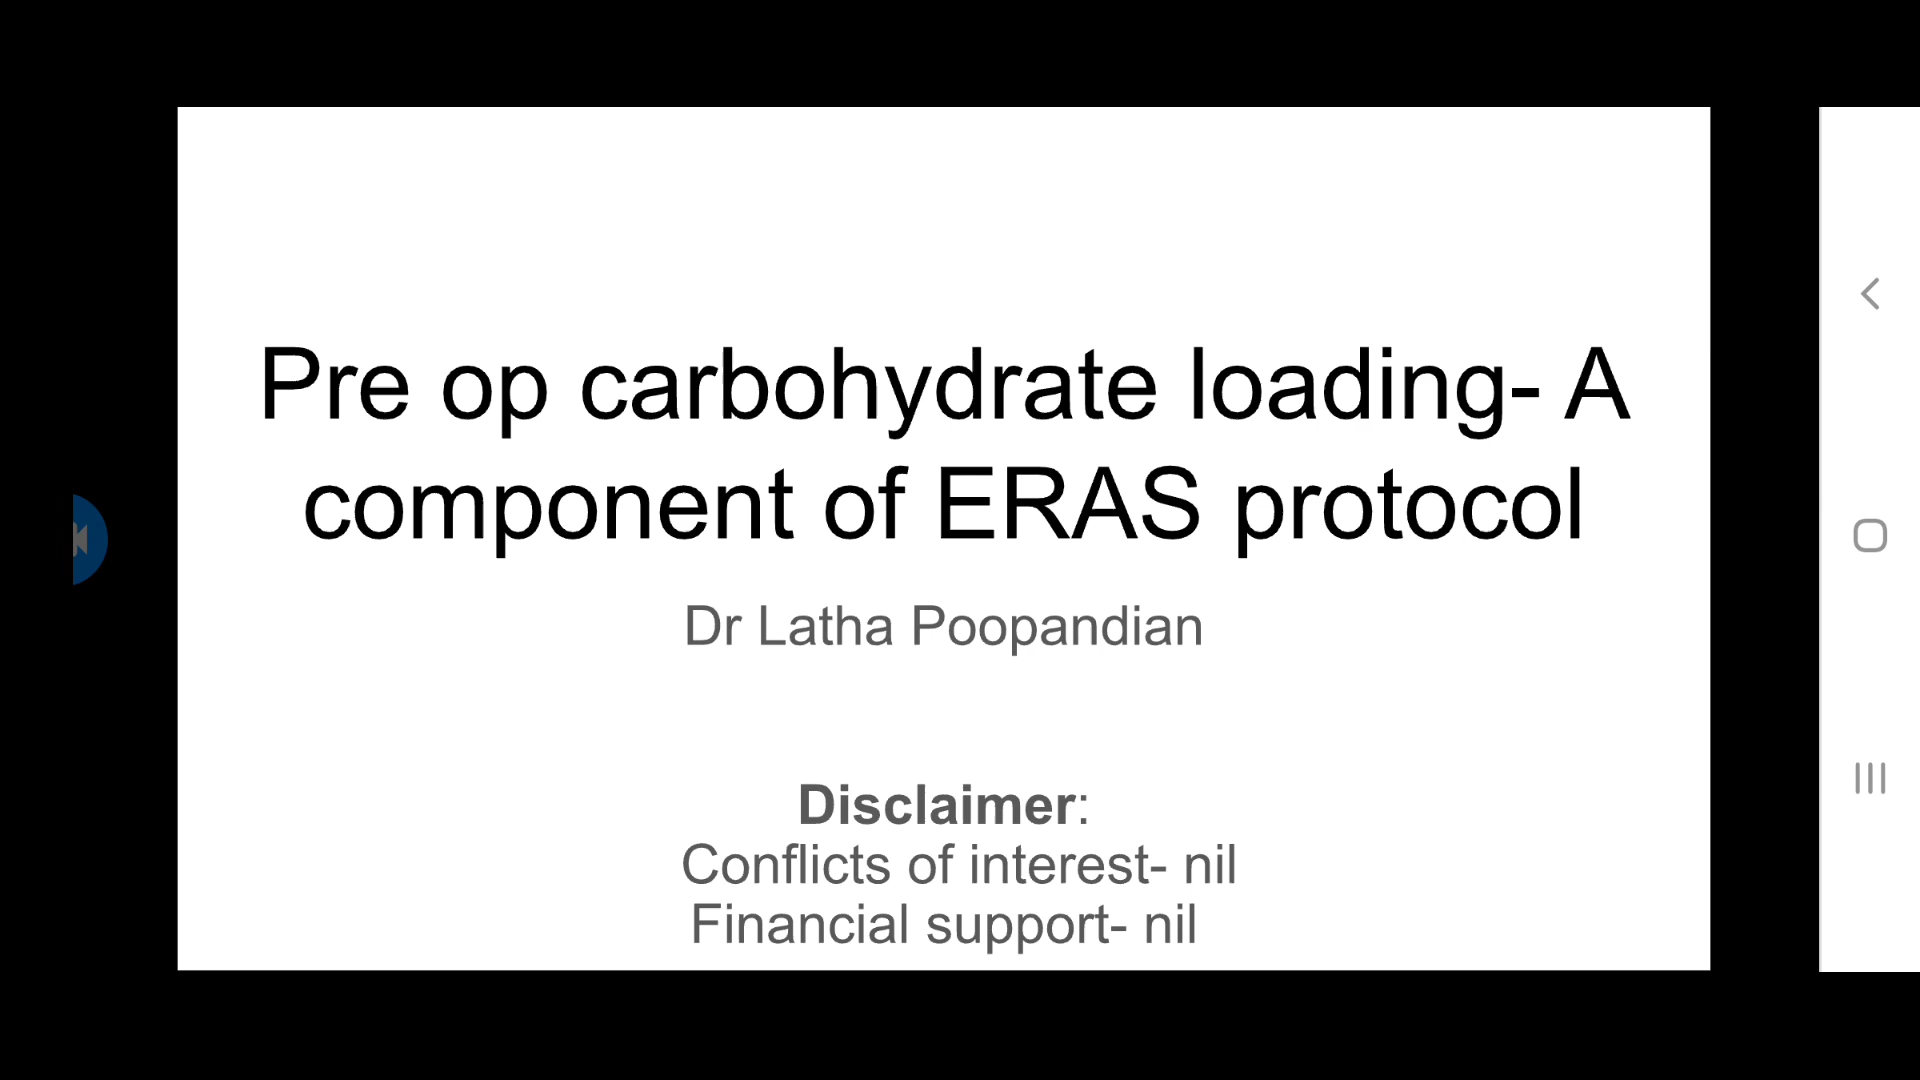 Pre op carbohydrate loading- A
component of ERAS protocol
Dr Latha Poopandian
Disclaimer:
Conflicts of interest- nil
Financial support- nil